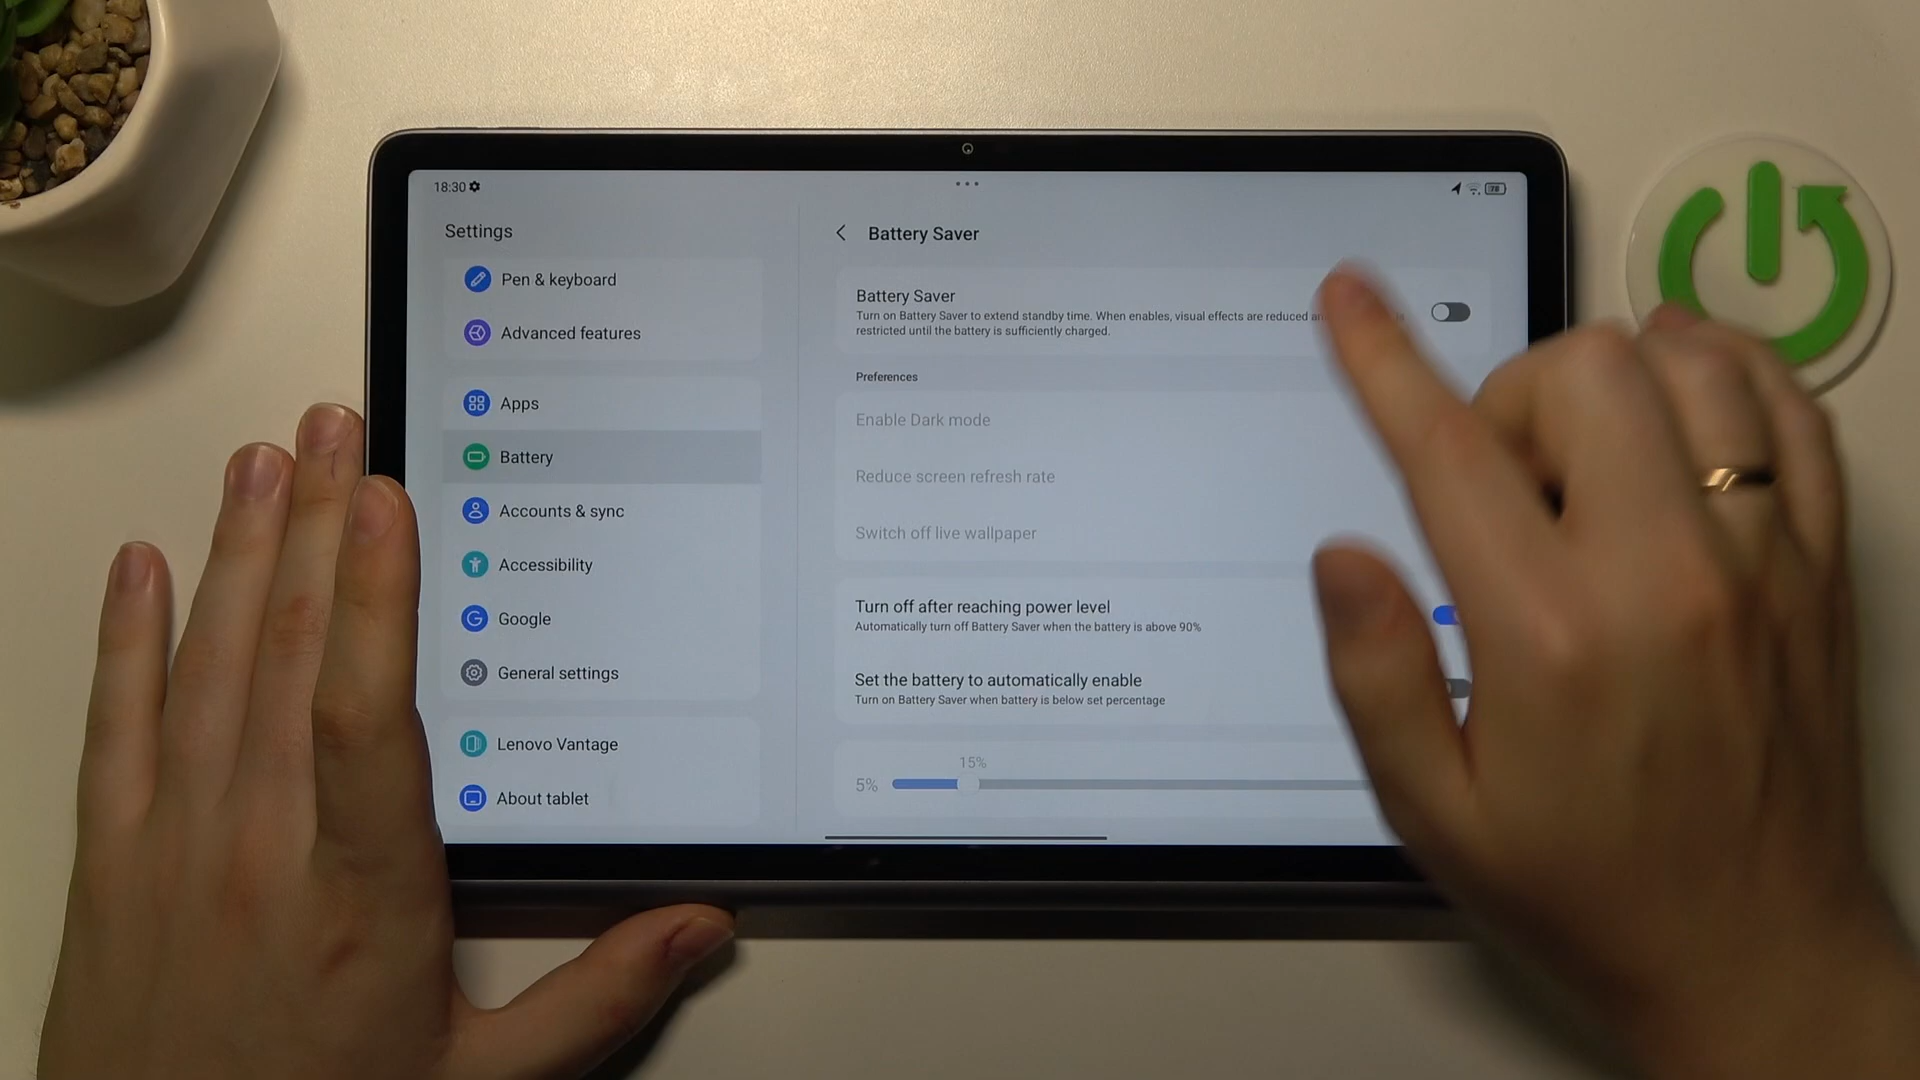 18:30
78
Settings
Battery Saver
Pen & keyboard
Advanced features
Apps
Battery
Accounts & sync
Accessibility
Google
General settings
Lenovo Vantage
About tablet
Battery Saver
Turn on Battery Saver to extend standby time. When enables, visual effects are reduced
restricted until the battery is sufficiently charged.
Preferences
Enable Dark mode
Reduce screen refresh rate
Switch off live wallpaper
Turn off after reaching power level
Automatically turn off Battery Saver when the battery is above 90%
Set the battery to automatically enable
Turn on Battery Saver when battery is below set percentage
15%
5%